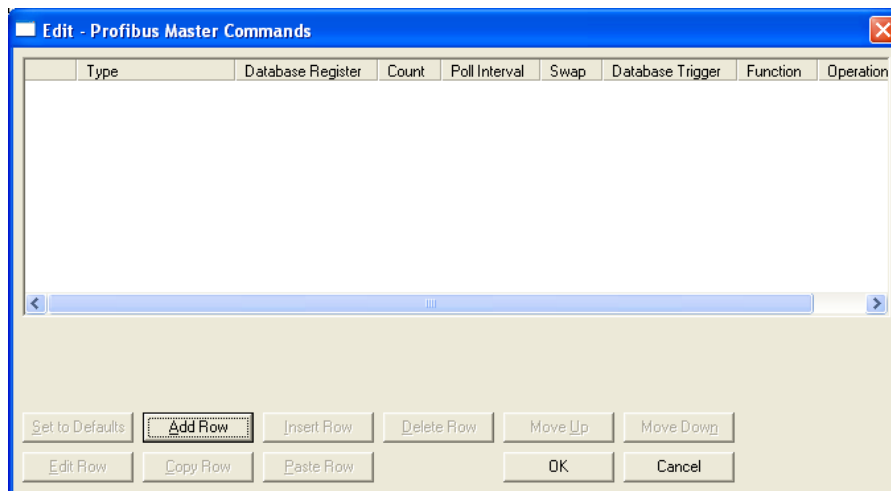 Edit - Profibus Master Commands
Type Database Register Count Poll Interval Swap Database Trigger Function Operation
Set to Defaults Add Row Insert Row Delete Row Move Up Move Down
Edit Row Copy Row Paste Row OK Cancel